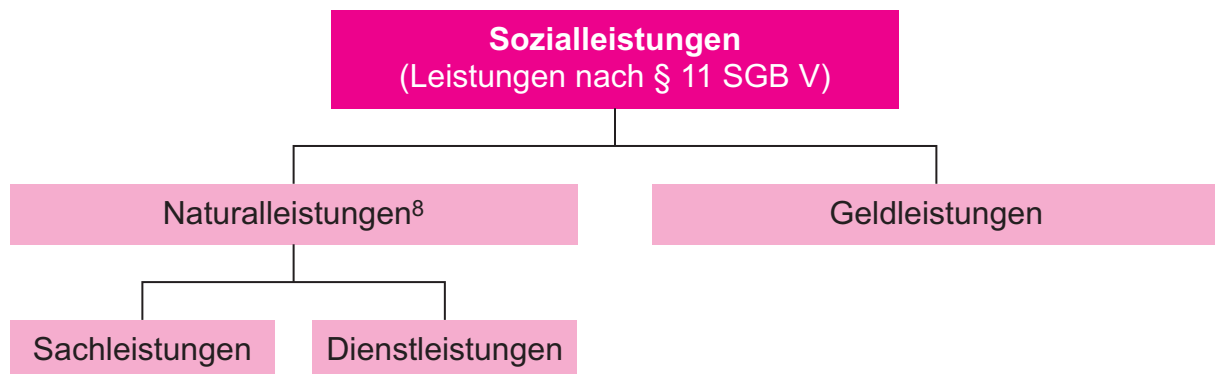 Sozialleistungen
(Leistungen nach § 11 SGB V)
Naturalleistungen⁸
Geldleistungen
Sachleistungen
Dienstleistungen